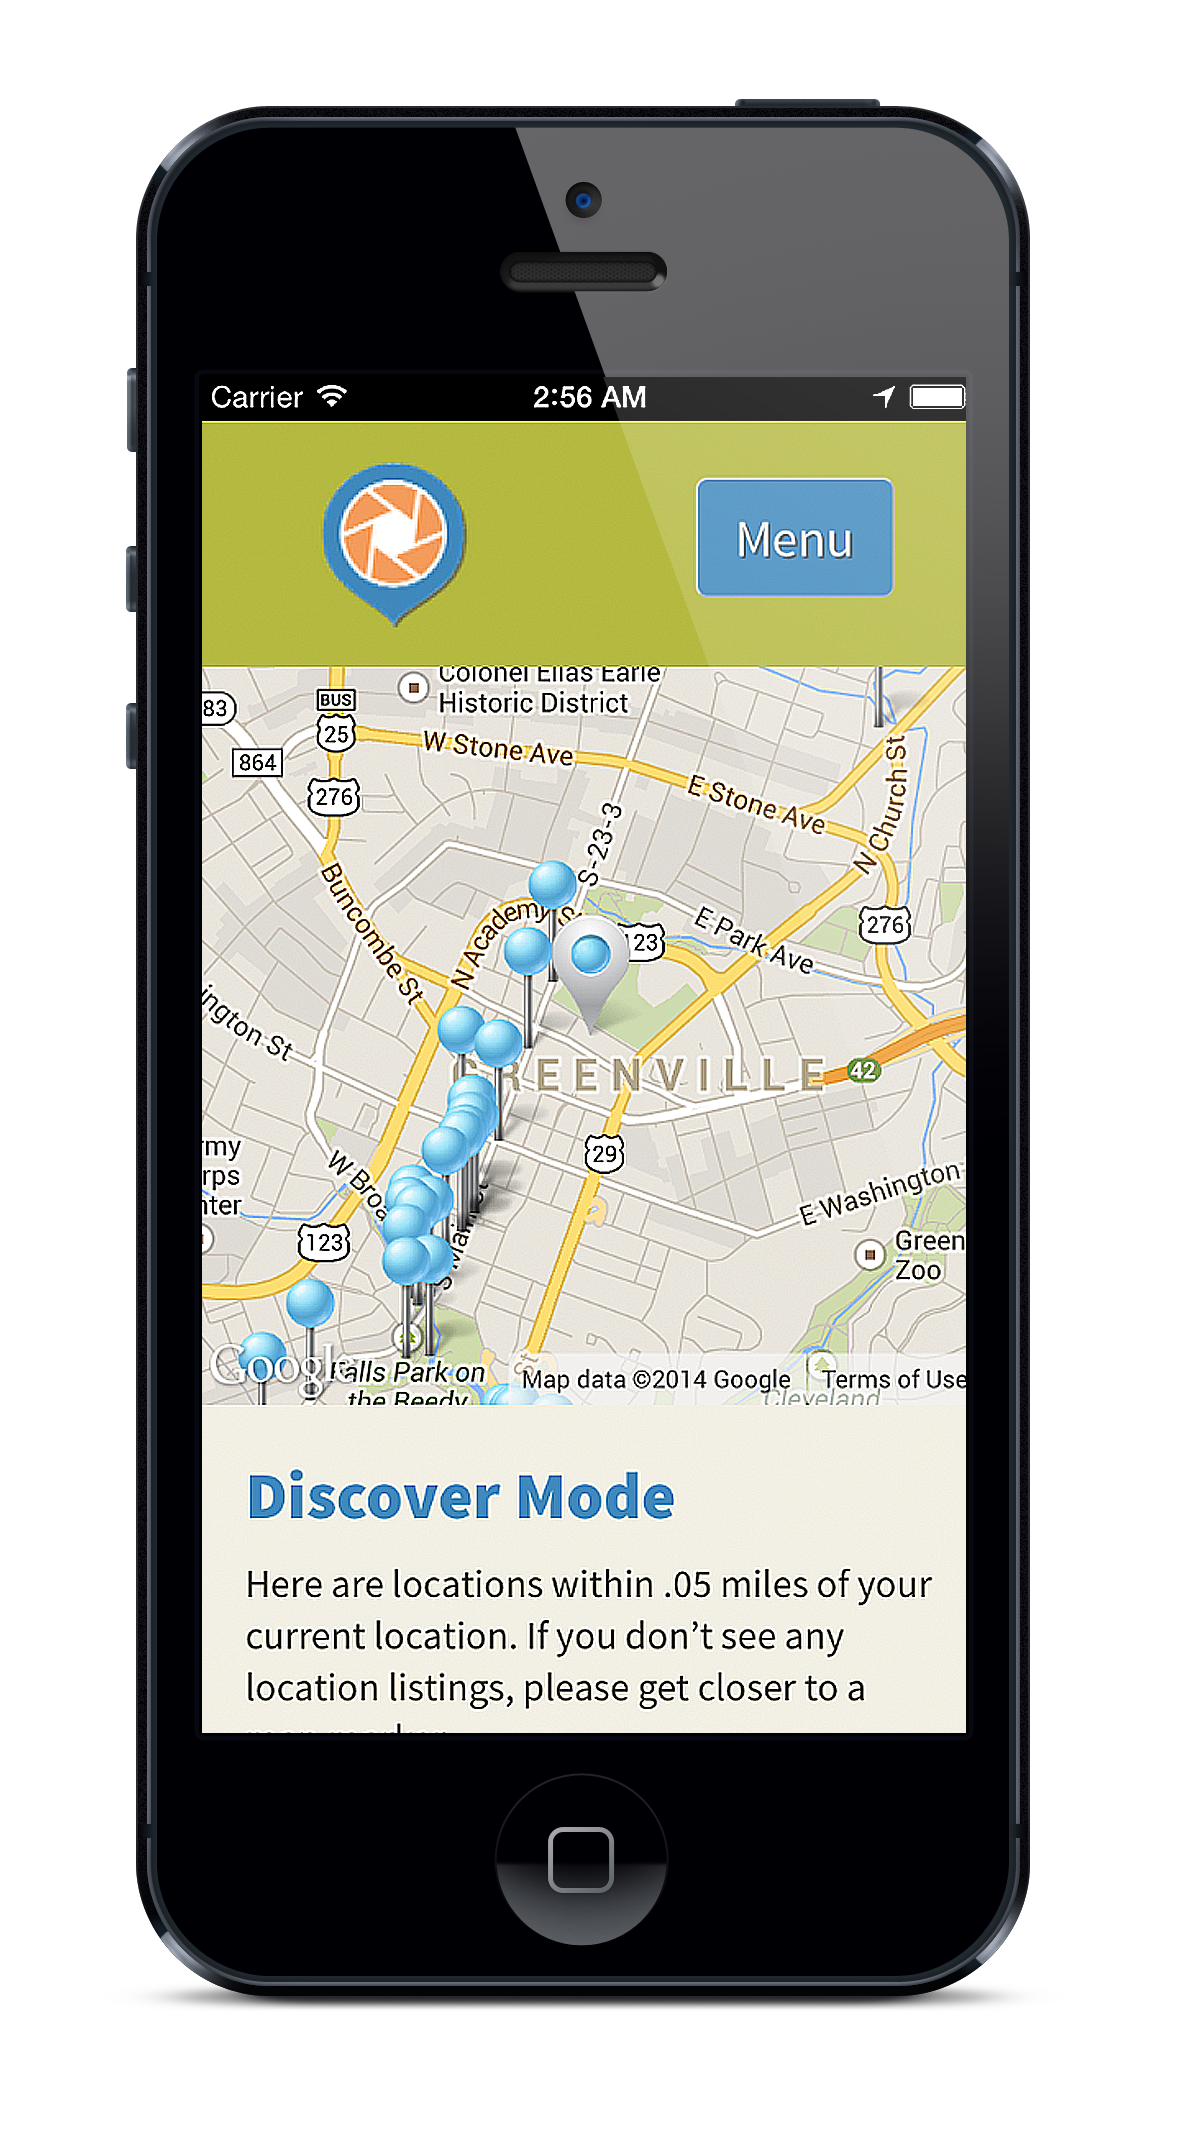 Carrier
2:56 AM
Menu
Colonel Elias Earle
Historic District
83
BUS
25
864
276
W Stone Ave
E Stone Ave
N Church St
S-23-3
Buncombe St
N Academy St
123
E Park Ave
276
ington St
GREENVILLE
42
29
rmy
rps
nter
W Broa
E Washington
123
S Main St
Green
Zoo
Google
Falls Park on
the Reedy
St
Map data ©2014 Google
Terms of Use
Cleveland
Discover Mode
Here are locations within .05 miles of your
current location. If you don't see any
location listings, please get closer to a